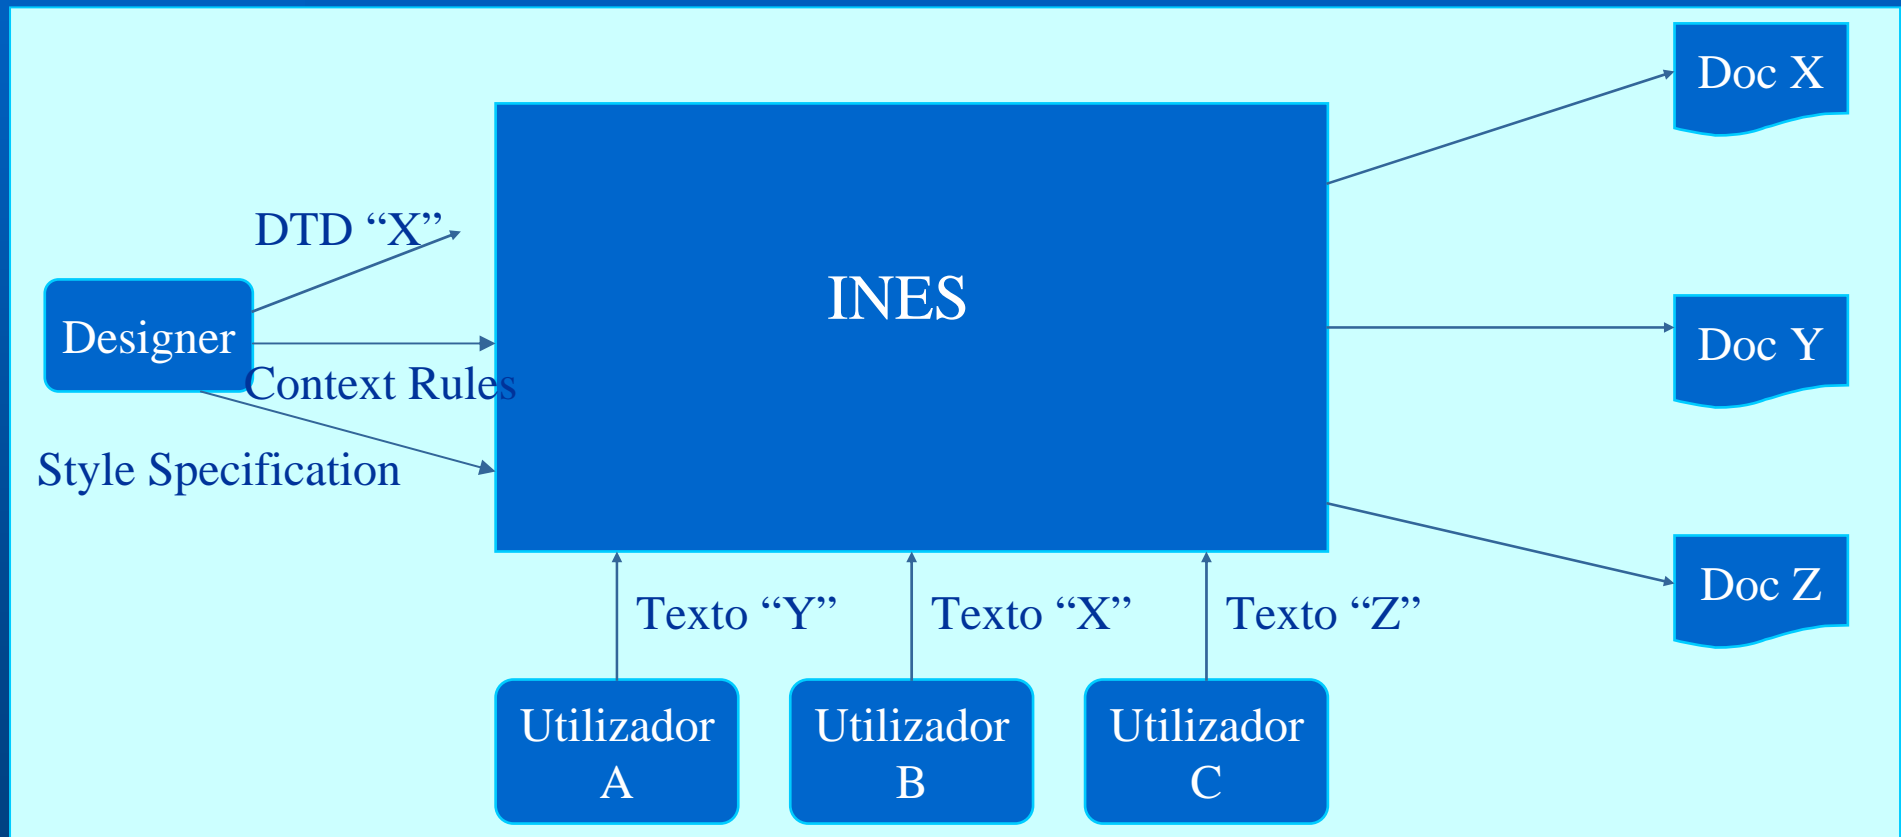 Doc X
DTD “X”
INES
Designer
Doc Y
Context Rules
Style Specification
Doc Z
Texto “Y”
Texto “X”
Texto “Z”
Utilizador
A
Utilizador
B
Utilizador
C